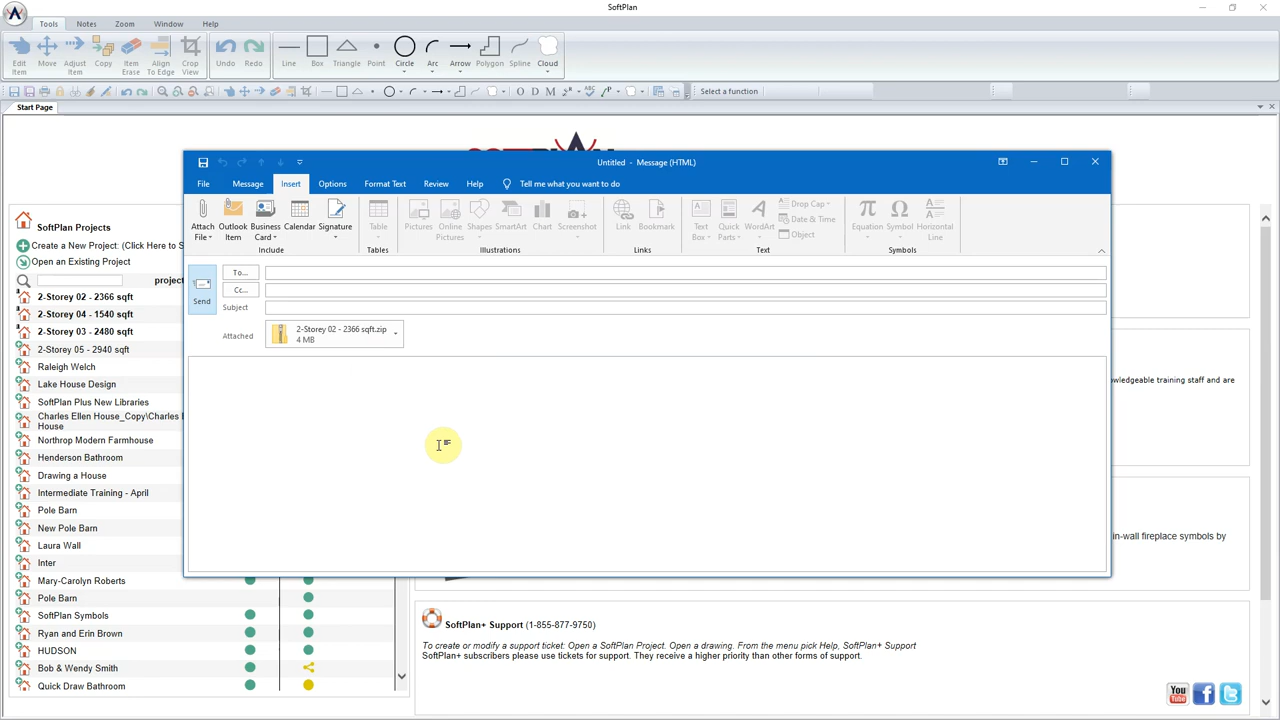 SoftPlan
Tools Notes Zoom Window Help
Edit Item Move Adjust Item Copy Item Erase Align To Edge Crop View Undo Redo Line Box Triangle Point Circle Arc Arrow Polygon Spline Cloud
Select a function
Start Page
SoftPlan Projects
Create a New Project: (Click Here to S
Open an Existing Project
projec
2-Storey 02 - 2366 sqft
2-Storey 04 - 1540 sqft
2-Storey 03 - 2480 sqft
2-Storey 05 - 2940 sqft
Raleigh Welch
Lake House Design
SoftPlan Plus New Libraries
Charles Ellen House_Copy\Charles E
House
Northrop Modern Farmhouse
Henderson Bathroom
Drawing a House
Intermediate Training - April
Pole Barn
New Pole Barn
Laura Wall
Inter
Mary-Carolyn Roberts
Pole Barn
SoftPlan Symbols
Ryan and Erin Brown
HUDSON
Bob & Wendy Smith
Quick Draw Bathroom
Untitled - Message (HTML)
File Message Insert Options Format Text Review Help Tell me what you want to do
Attach File Outlook Item Business Card Calendar Signature Table Pictures Online Pictures Shapes SmartArt Chart Screenshot Link Bookmark Text Box Quick Parts WordArt Drop Cap Date & Time Object Equation Symbol Horizontal Line
Include Tables Illustrations Links Text Symbols
Send
To...
Cc...
Subject
Attached
2-Storey 02 - 2366 sqft.zip
4 MB
owledgeable training staff and are
in-wall fireplace symbols by
SoftPlan+ Support (1-855-877-9750)
To create or modify a support ticket: Open a SoftPlan Project. Open a drawing. From the menu pick Help, SoftPlan+ Support
SoftPlan+ subscribers please use tickets for support. They receive a higher priority than other forms of support.
You Tube